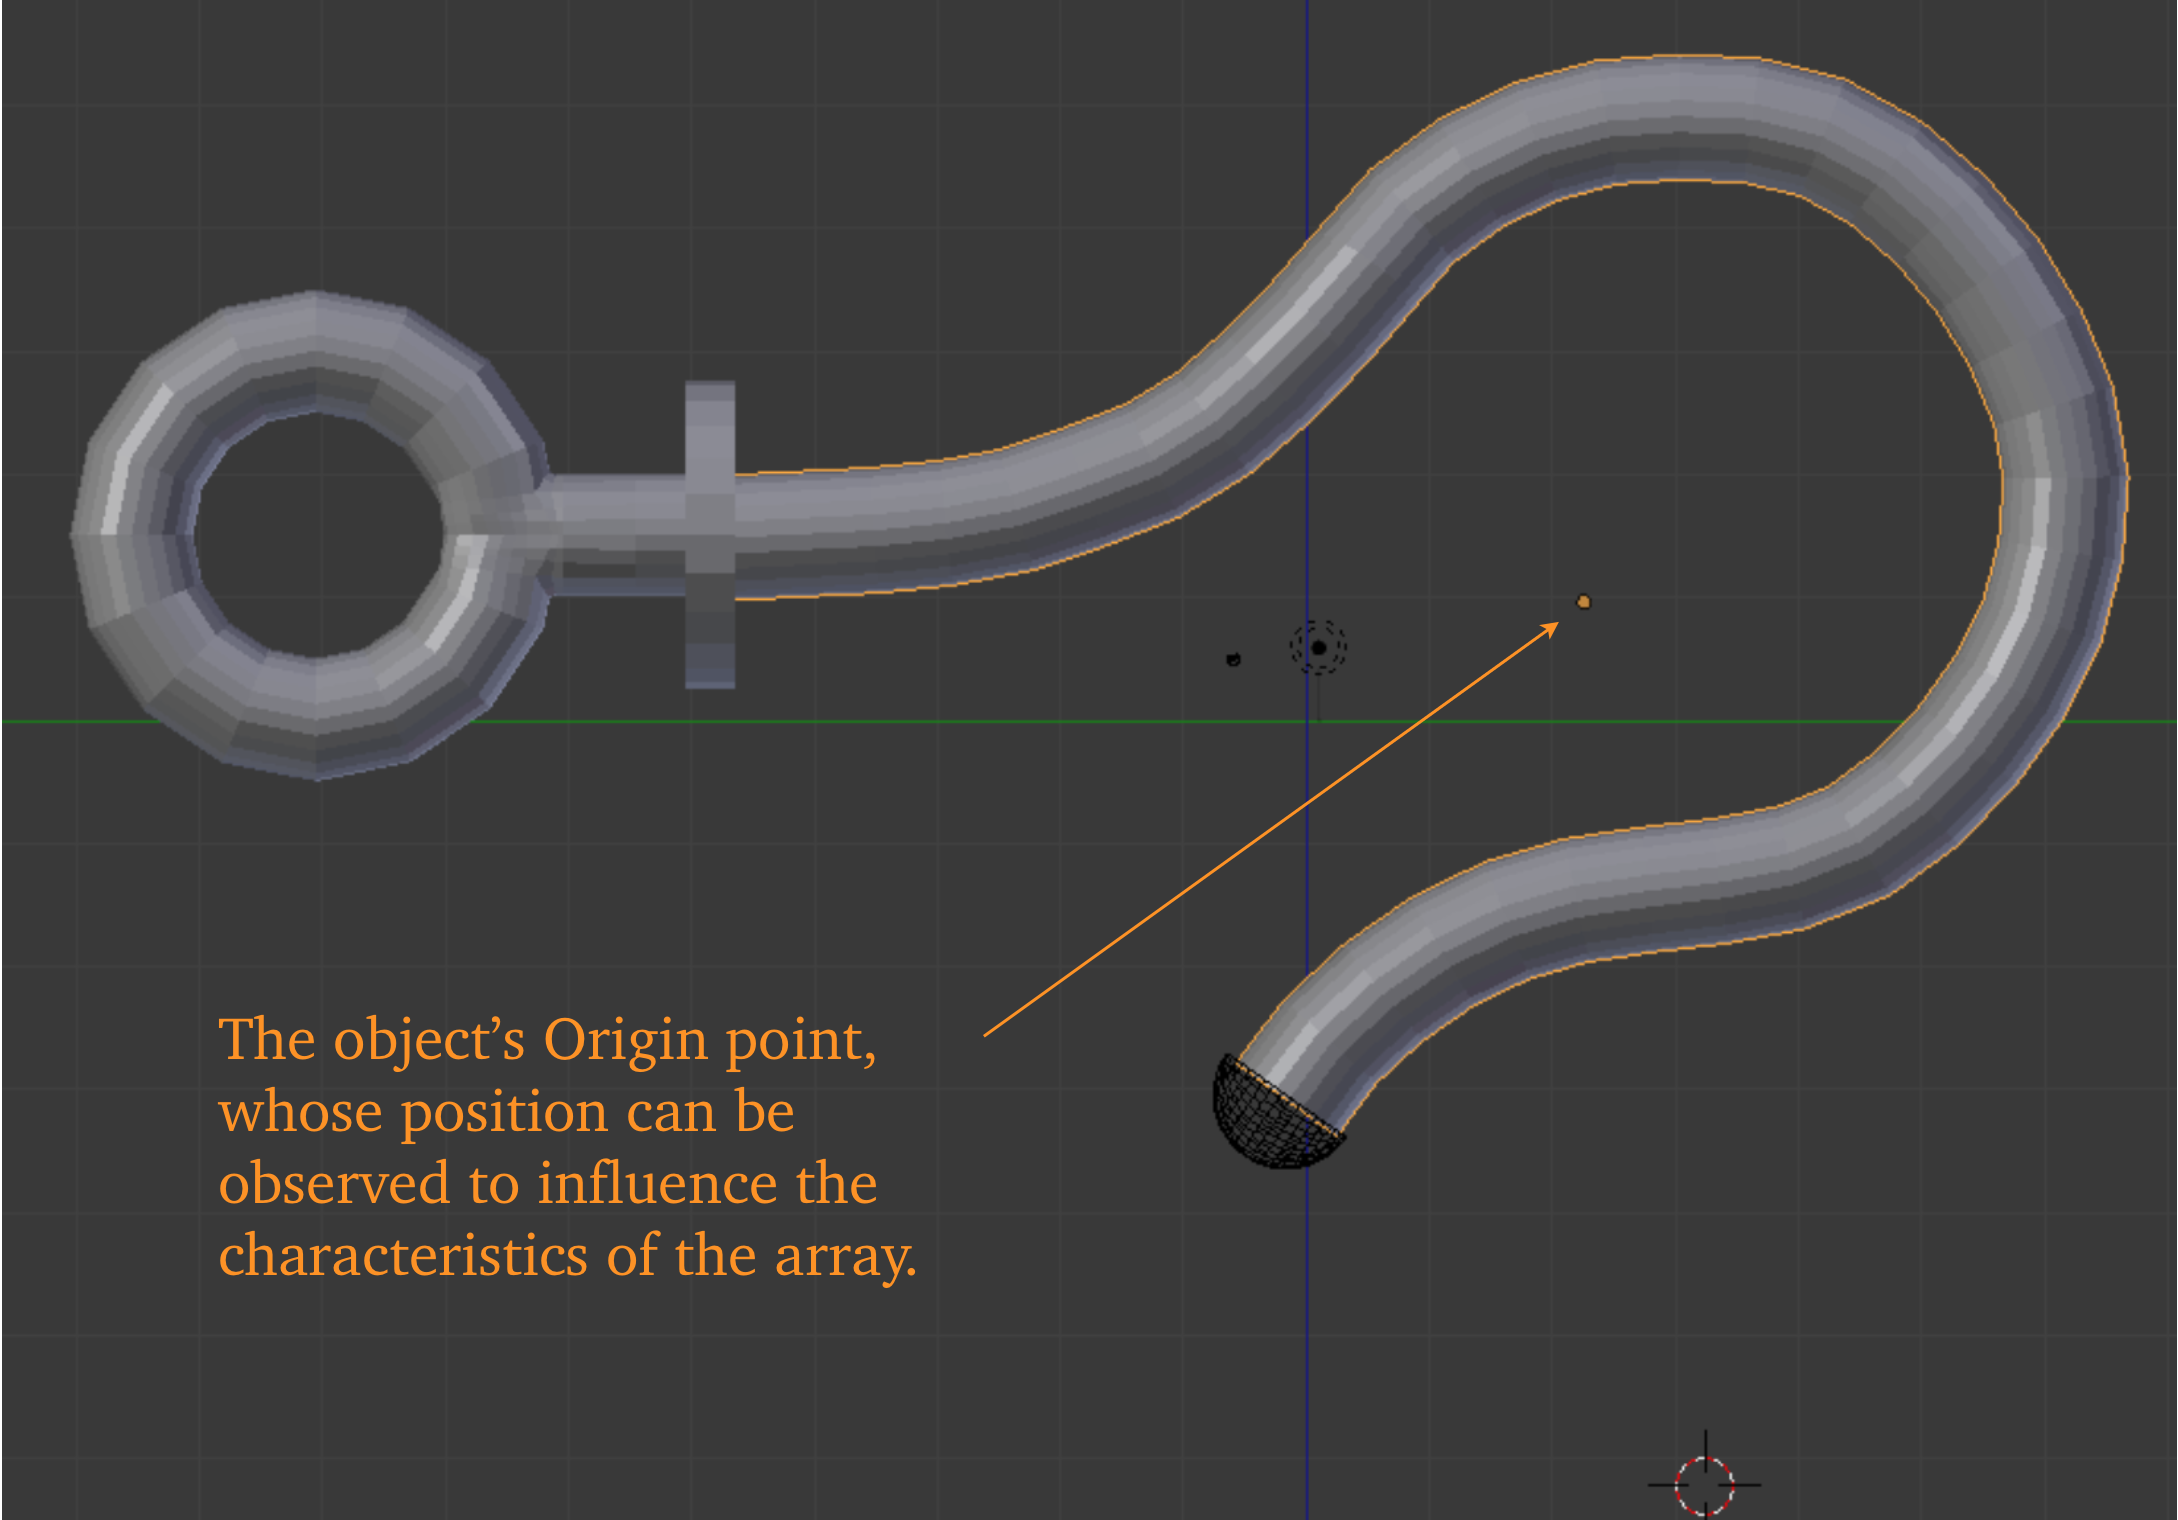 The object’s Origin point,
whose position can be
observed to influence the
characteristics of the array.